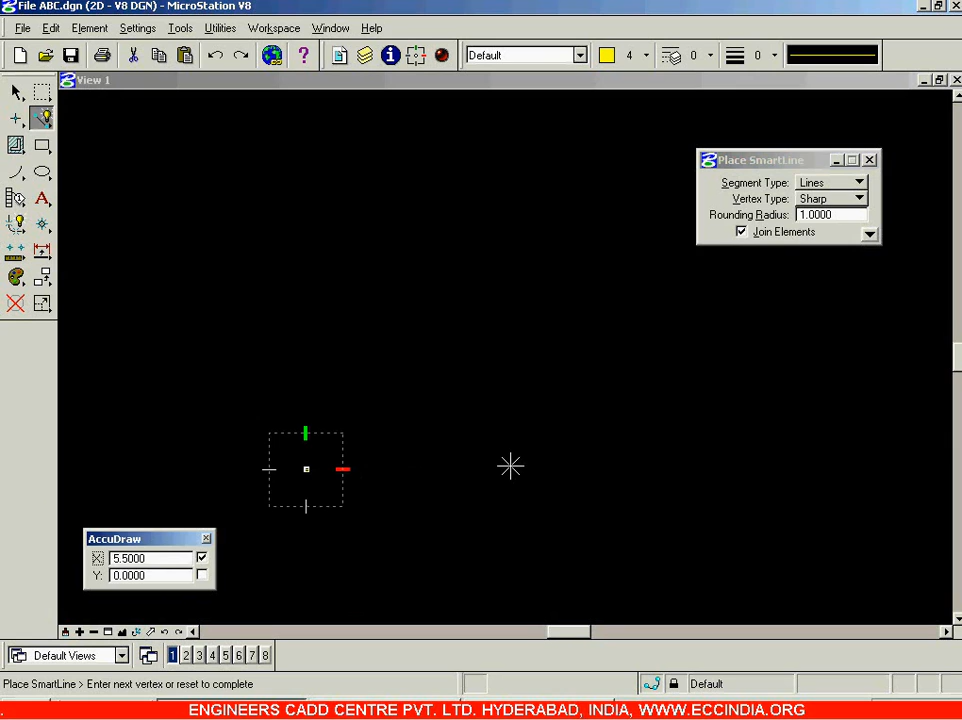 File ABC.dgn (2D - V8 DGN) - MicroStation V8
File Edit Element Settings Tools Utilities Workspace Window Help
Default 4 0 0
View 1
Place SmartLine
Segment Type: Lines
Vertex Type: Sharp
Rounding Radius: 1.0000
Join Elements
AccuDraw
X: 5.5000
Y: 0.0000
Default Views 1 2 3 4 5 6 7 8
Place SmartLine > Enter next vertex or reset to complete Default
ENGINEERS CADD CENTRE PVT. LTD. HYDERABAD, INDIA, WWW.ECCINDIA.ORG